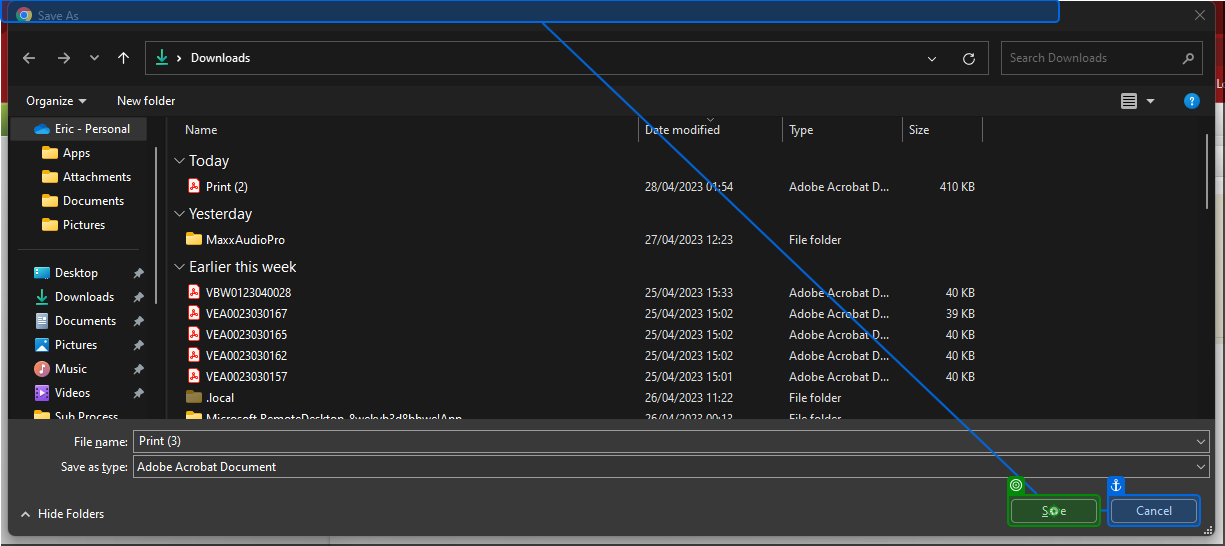 Save As
Downloads
Search Downloads
Organize
New folder
Eric - Personal
Apps
Attachments
Documents
Pictures
Desktop
Downloads
Documents
Pictures
Music
Videos
Sub Process
Name Date modified Type Size
Today
Print (2) 28/04/2023 01:54 Adobe Acrobat D... 410 KB
Yesterday
MaxxAudioPro 27/04/2023 12:23 File folder
Earlier this week
VBW0123040028 25/04/2023 15:33 Adobe Acrobat D... 40 KB
VEA0023030167 25/04/2023 15:02 Adobe Acrobat D... 39 KB
VEA0023030165 25/04/2023 15:02 Adobe Acrobat D... 40 KB
VEA0023030162 25/04/2023 15:02 Adobe Acrobat D... 40 KB
VEA0023030157 25/04/2023 15:01 Adobe Acrobat D... 40 KB
.local 26/04/2023 11:22 File folder
26/04/2023 00:13 File folder
File name: Print (3)
Save as type: Adobe Acrobat Document
Hide Folders
Save
Cancel